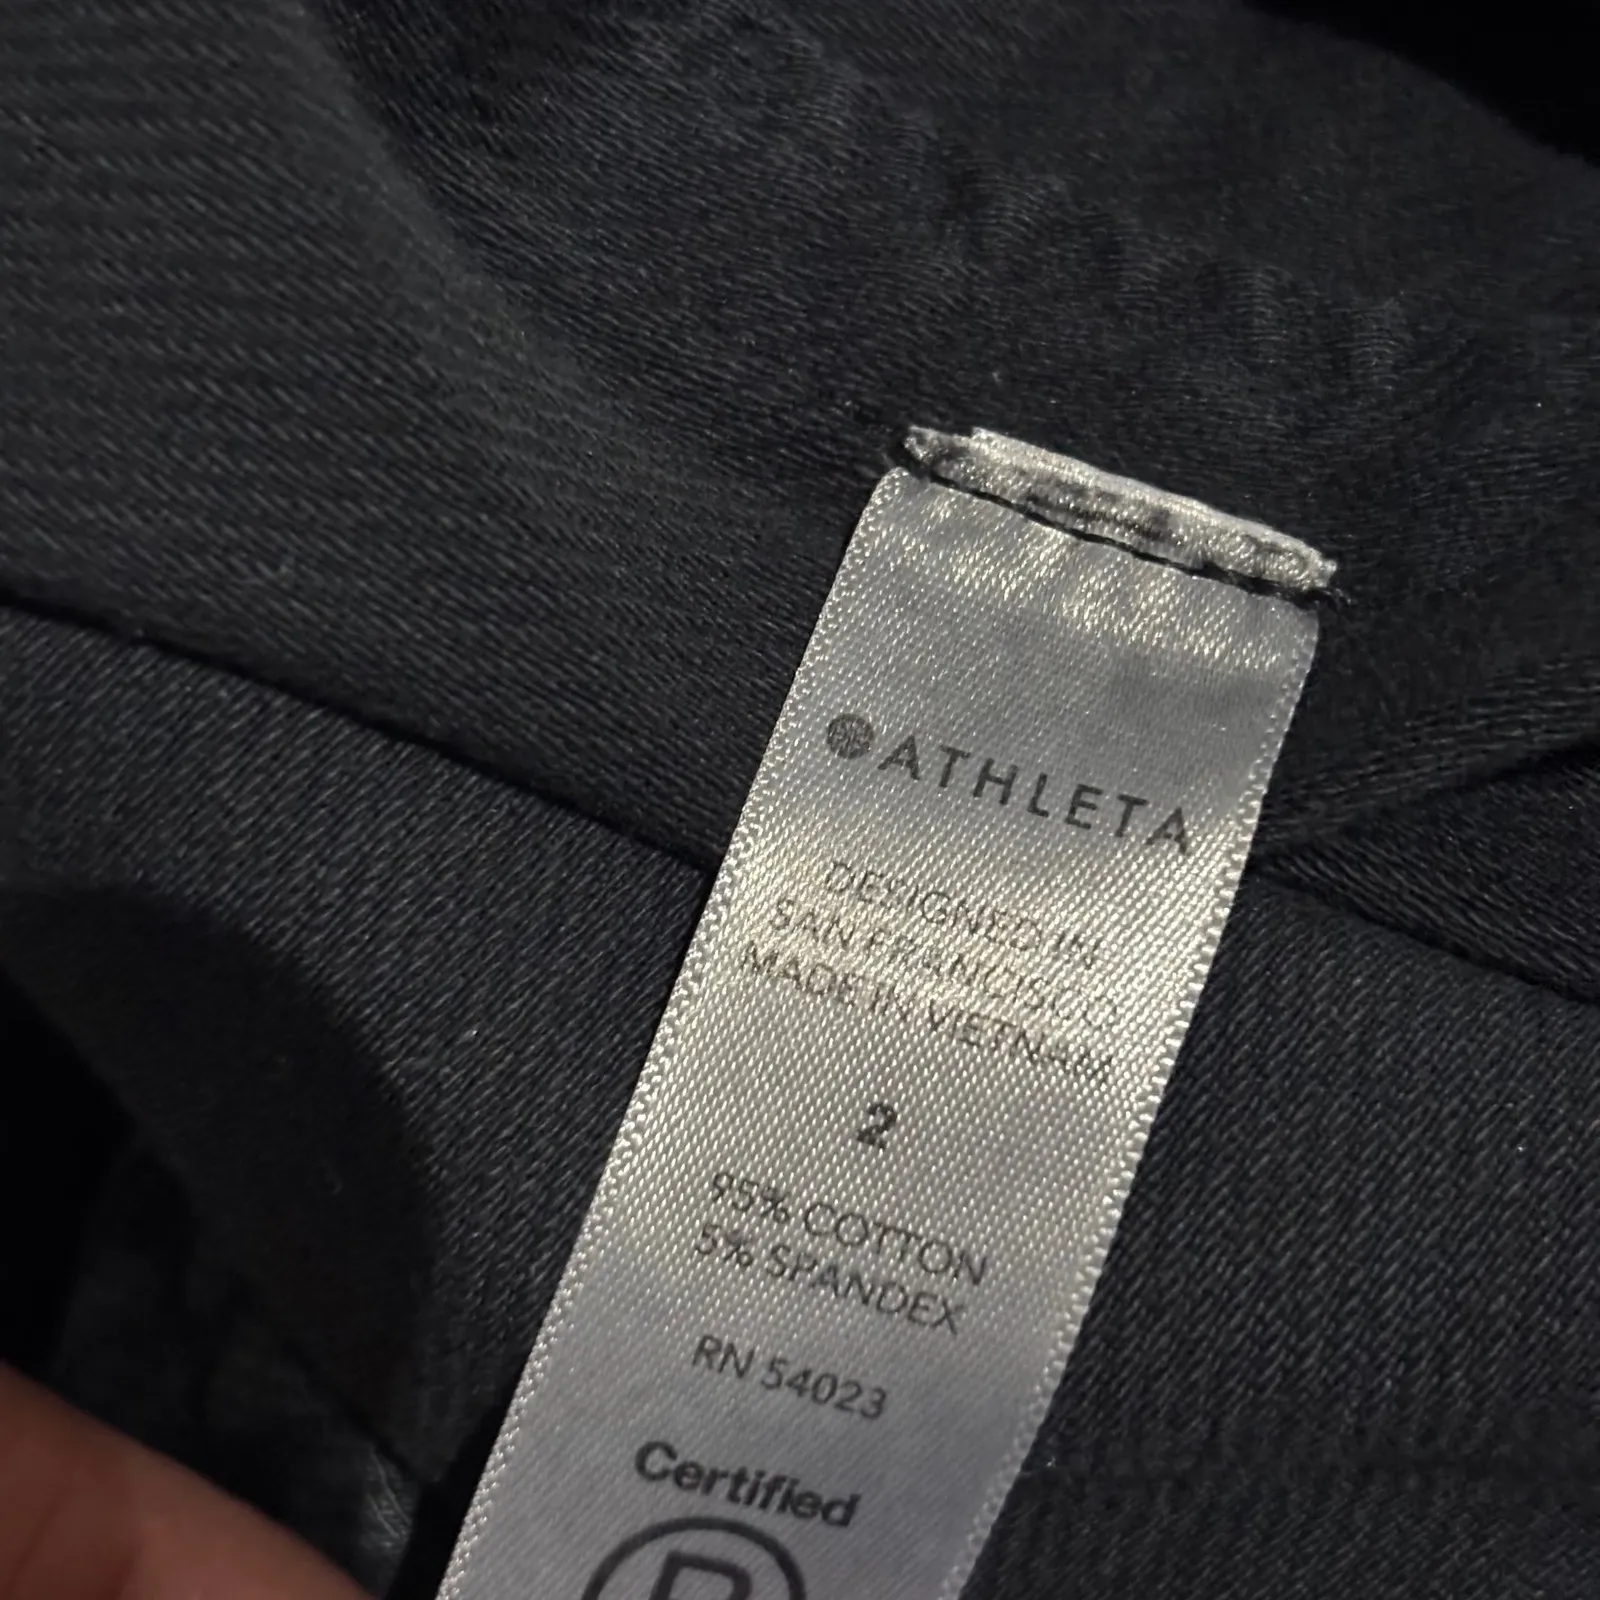 ATHLETA
DESIGNED IN
SAN FRANCISCO
MADE IN VIETNAM
2
95% COTTON
5% SPANDEX
RN 54023
Certified
B